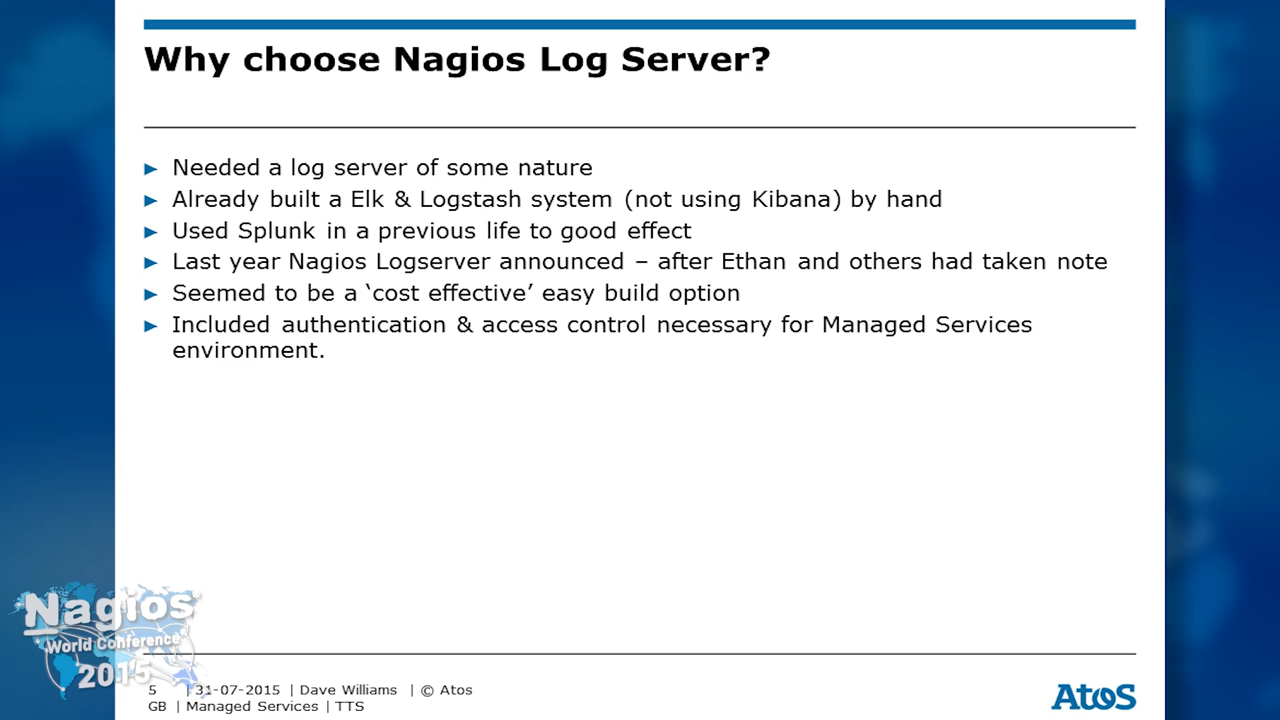 Why choose Nagios Log Server?
► Needed a log server of some nature
► Already built a Elk & Logstash system (not using Kibana) by hand
► Used Splunk in a previous life to good effect
► Last year Nagios Logserver announced – after Ethan and others had taken note
► Seemed to be a ‘cost effective’ easy build option
► Included authentication & access control necessary for Managed Services
environment.
Nagios®
World Conference
2015
5 | 31-07-2015 | Dave Williams | © Atos
GB | Managed Services | TTS
Atos